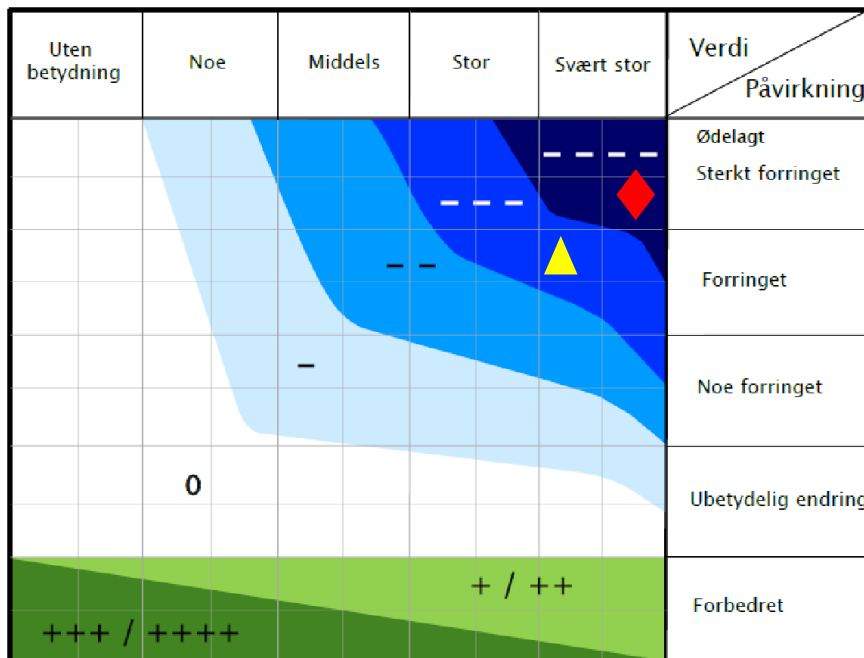 Uten
betydning
Noe
Middels
Stor
Svært stor
Verdi
Påvirkning
Ødelagt
Sterkt forringet
– – – –
– – –
Forringet
– –
Noe forringet
–
Ubetydelig endring
0
Forbedret
+ / ++
+++ / ++++